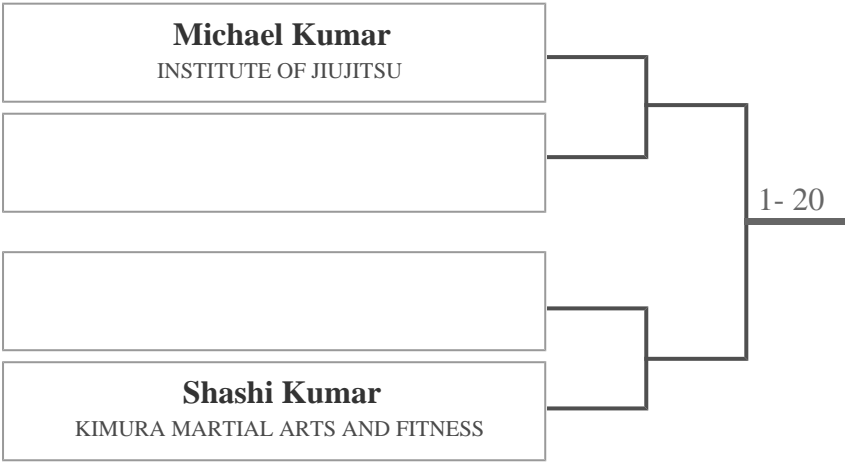 Michael Kumar
INSTITUTE OF JIUJITSU
1- 20
Shashi Kumar
KIMURA MARTIAL ARTS AND FITNESS